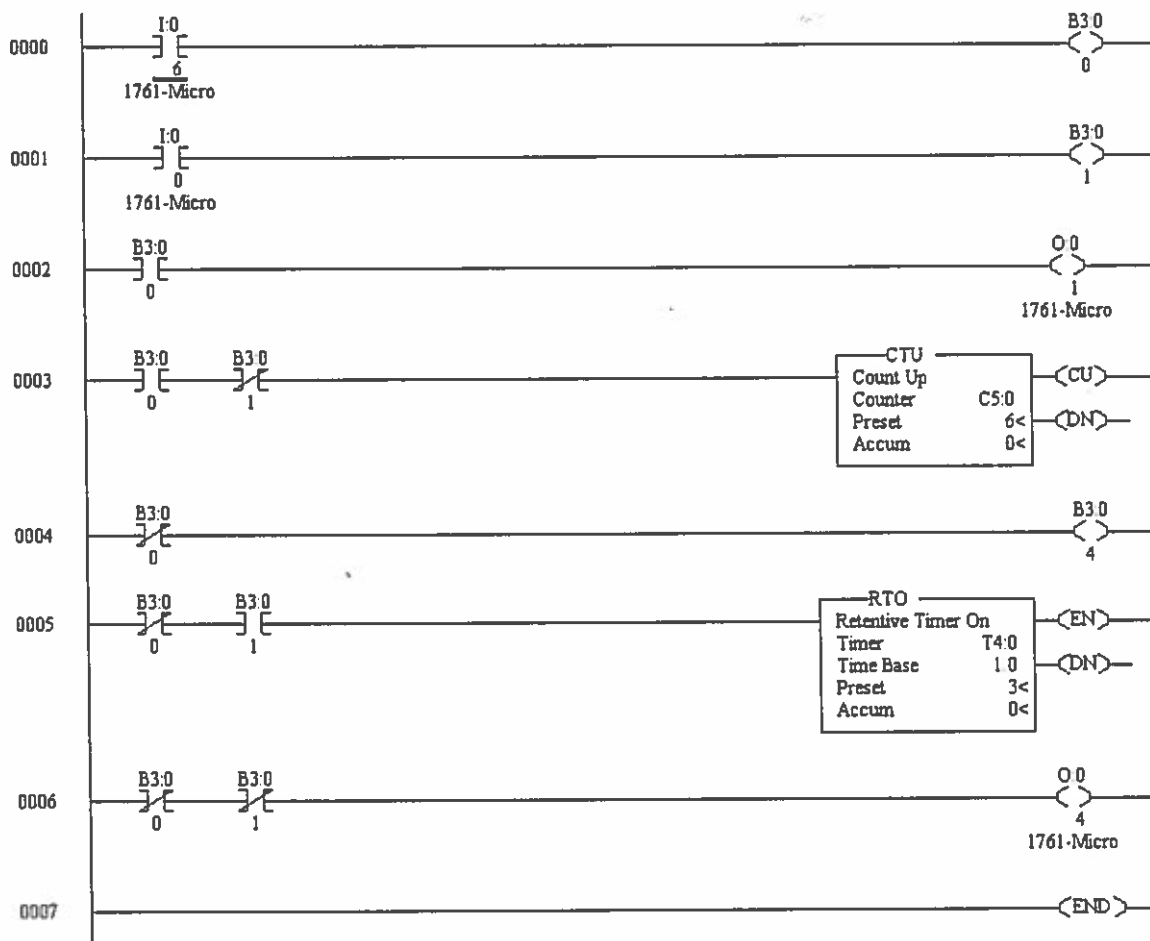 I:0
B3:0
0000
6
0
1761-Micro
I:0
B3:0
0001
0
1
1761-Micro
B3:0
O:0
0002
0
1
1761-Micro
B3:0
B3:0
0003
0
1
CTU
Count Up
Counter C5:0
Preset 6<
Accum 0<
CU
DN
B3:0
B3:0
0004
0
4
B3:0
B3:0
0005
0
1
RTO
Retentive Timer On
Timer T4:0
Time Base 1.0
Preset 3<
Accum 0<
EN
DN
B3:0
B3:0
O:0
0006
0
1
4
1761-Micro
0007
END